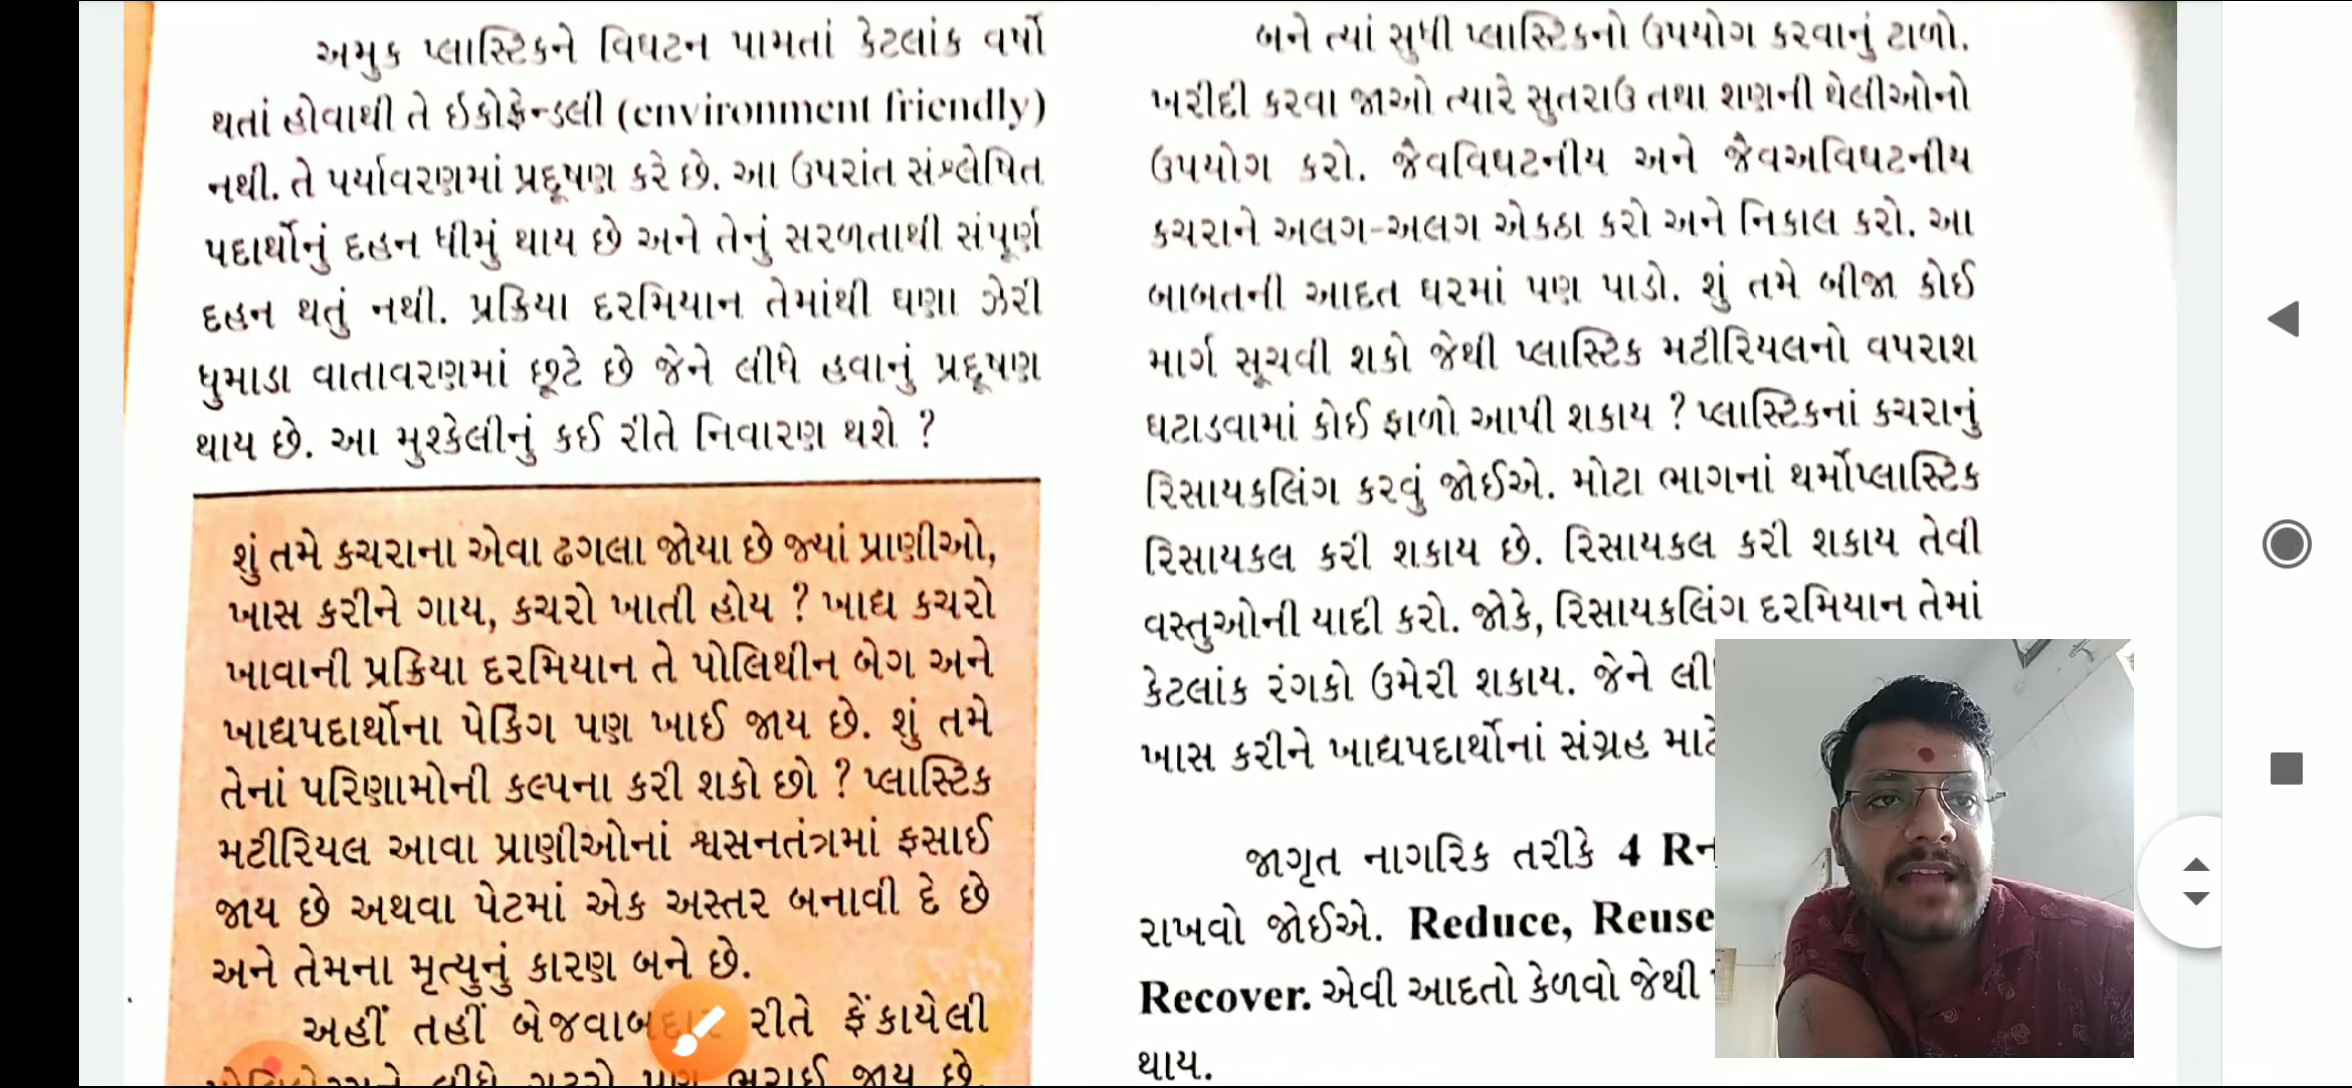 અમુક પ્લાસ્ટિકને વિઘટન પામતાં કેટલાંક વર્ષો
થતાં હોવાથી તે ઇકોફ્રેન્ડલી (environment friendly)
નથી. તે પર્યાવરણમાં પ્રદૂષણ કરે છે. આ ઉપરાંત સંશ્લેષિત
પદાર્થોનું દહન ધીમું થાય છે અને તેનું સરળતાથી સંપૂર્ણ
દહન થતું નથી. પ્રક્રિયા દરમિયાન તેમાંથી ઘણા ઝેરી
ધુમાડા વાતાવરણમાં છૂટે છે જેને લીધે હવાનું પ્રદૂષણ
થાય છે. આ મુશ્કેલીનું કઈ રીતે નિવારણ થશે ?
શું તમે કચરાના એવા ઢગલા જોયા છે જ્યાં પ્રાણીઓ,
ખાસ કરીને ગાય, કચરો ખાતી હોય ? ખાદ્ય કચરો
ખાવાની પ્રક્રિયા દરમિયાન તે પોલિથીન બેગ અને
ખાદ્યપદાર્થોના પેકિંગ પણ ખાઈ જાય છે. શું તમે
તેનાં પરિણામોની કલ્પના કરી શકો છો ? પ્લાસ્ટિક
મટીરિયલ આવા પ્રાણીઓનાં શ્વસનતંત્રમાં ફસાઈ
જાય છે અથવા પેટમાં એક અસ્તર બનાવી દે છે
અને તેમના મૃત્યુનું કારણ બને છે.
અહીં તહીં બેજવાબદાર રીતે ફેંકાયેલી
લીધે ગટરો પણ ભરાઈ જાય છે.
બને ત્યાં સુધી પ્લાસ્ટિકનો ઉપયોગ કરવાનું ટાળો.
ખરીદી કરવા જાઓ ત્યારે સુતરાઉ તથા શણની થેલીઓનો
ઉપયોગ કરો. જૈવવિઘટનીય અને જૈવઅવિઘટનીય
કચરાને અલગ-અલગ એકઠા કરો અને નિકાલ કરો. આ
બાબતની આદત ઘરમાં પણ પાડો. શું તમે બીજા કોઈ
માર્ગ સૂચવી શકો જેથી પ્લાસ્ટિક મટીરિયલનો વપરાશ
ઘટાડવામાં કોઈ ફાળો આપી શકાય ? પ્લાસ્ટિકનાં કચરાનું
રિસાયકલિંગ કરવું જોઈએ. મોટા ભાગનાં થર્મોપ્લાસ્ટિક
રિસાયકલ કરી શકાય છે. રિસાયકલ કરી શકાય તેવી
વસ્તુઓની યાદી કરો. જોકે, રિસાયકલિંગ દરમિયાન તેમાં
કેટલાંક રંગકો ઉમેરી શકાય. જેને
ખાસ કરીને ખાદ્યપદાર્થોનાં સંગ્રહ માટે
જાગૃત નાગરિક તરીકે 4 R
રાખવો જોઈએ. Reduce, Reuse
Recover. એવી આદતો કેળવો જેથી
થાય.